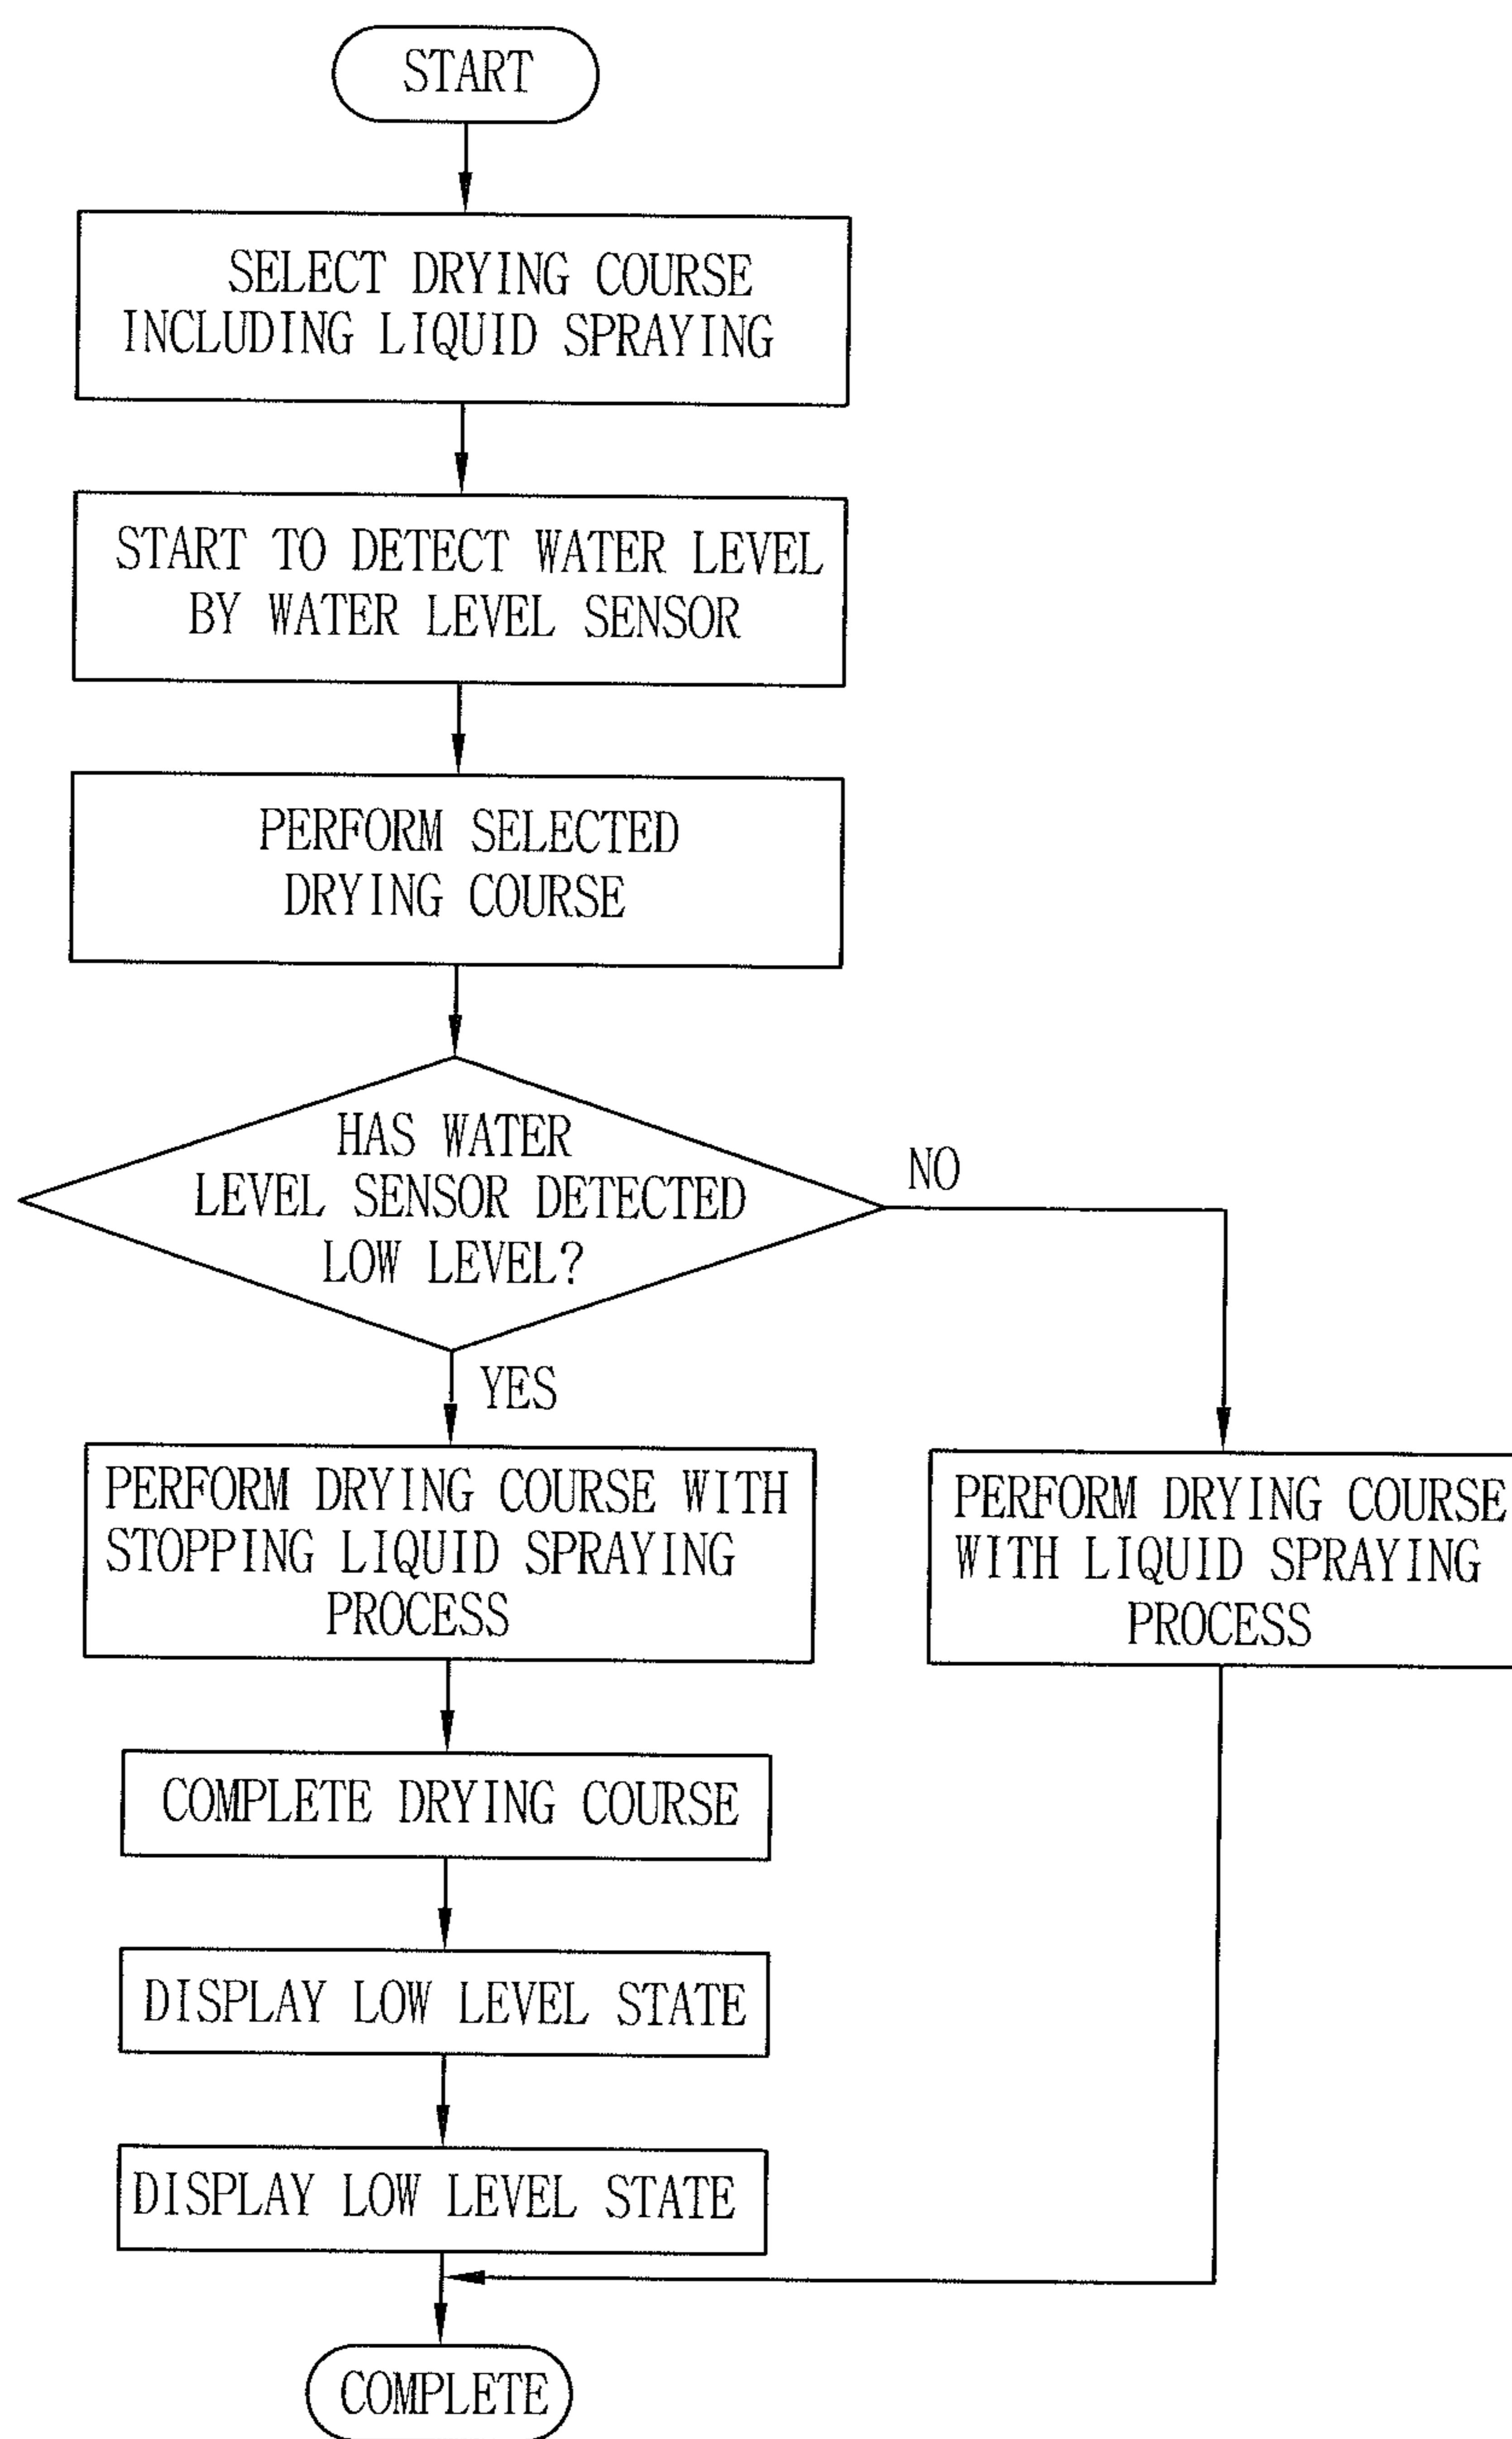 START
SELECT DRYING COURSE
INCLUDING LIQUID SPRAYING
START TO DETECT WATER LEVEL
BY WATER LEVEL SENSOR
PERFORM SELECTED
DRYING COURSE
HAS WATER
LEVEL SENSOR DETECTED
LOW LEVEL?
NO
YES
PERFORM DRYING COURSE WITH
STOPPING LIQUID SPRAYING
PROCESS
PERFORM DRYING COURSE
WITH LIQUID SPRAYING
PROCESS
COMPLETE DRYING COURSE
DISPLAY LOW LEVEL STATE
DISPLAY LOW LEVEL STATE
COMPLETE